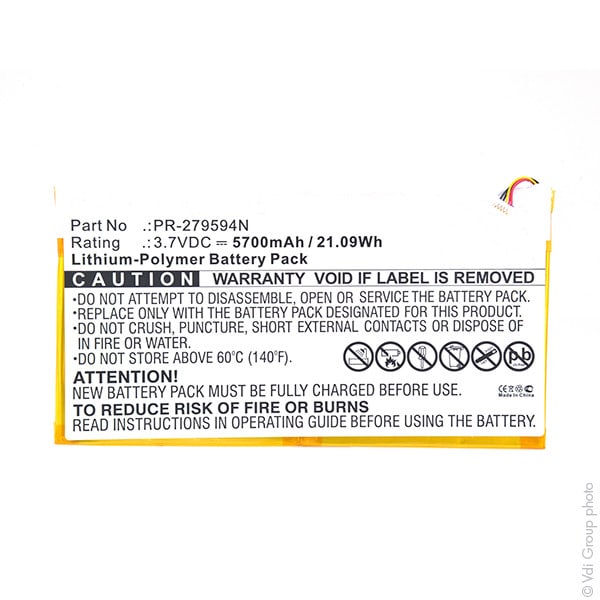 Part No .:PR-279594N
Rating .:3.7VDC ⎓ 5700mAh / 21.09Wh
Lithium-Polymer Battery Pack
CAUTION WARRANTY VOID IF LABEL IS REMOVED
•DO NOT ATTEMPT TO DISASSEMBLE, OPEN OR SERVICE THE BATTERY PACK.
•REPLACE ONLY WITH THE BATTERY PACK DESIGNATED FOR THIS PRODUCT.
•DO NOT CRUSH, PUNCTURE, SHORT EXTERNAL CONTACTS OR DISPOSE OF
IN FIRE.
•DO NOT STORE ABOVE 60°C (140°F).
Pb
ATTENTION!
NEW BATTERY PACK MUST BE FULLY CHARGED BEFORE USE.
CE
Made in China
TO REDUCE RISK OF FIRE OR BURNS
READ INSTRUCTIONS IN OPERATING GUIDE BEFORE USING THE BATTERY.
© Vdi Group photo